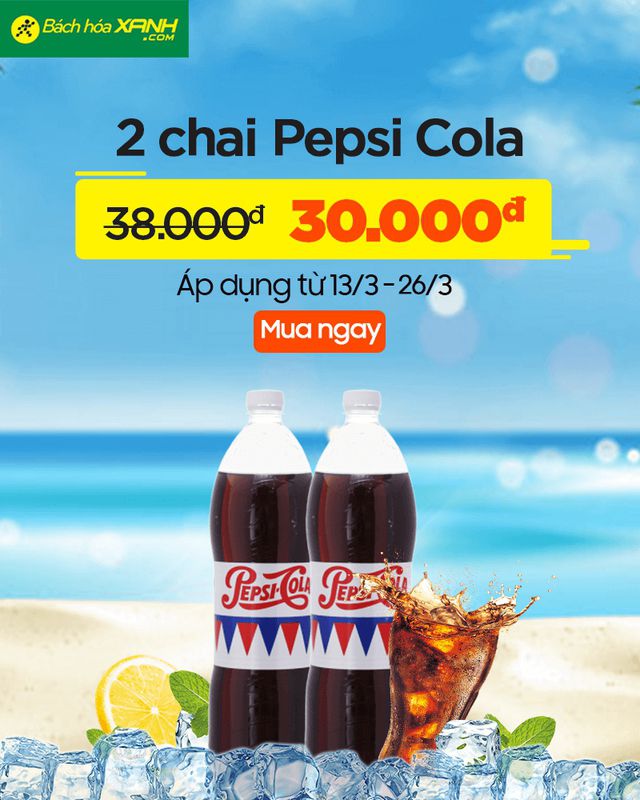 Bách hóa XANH
.COM
2 chai Pepsi Cola
38.000đ 30.000đ
Áp dụng từ 13/3 - 26/3
Mua ngay
PEPSI-COLA PEPSI-COLA